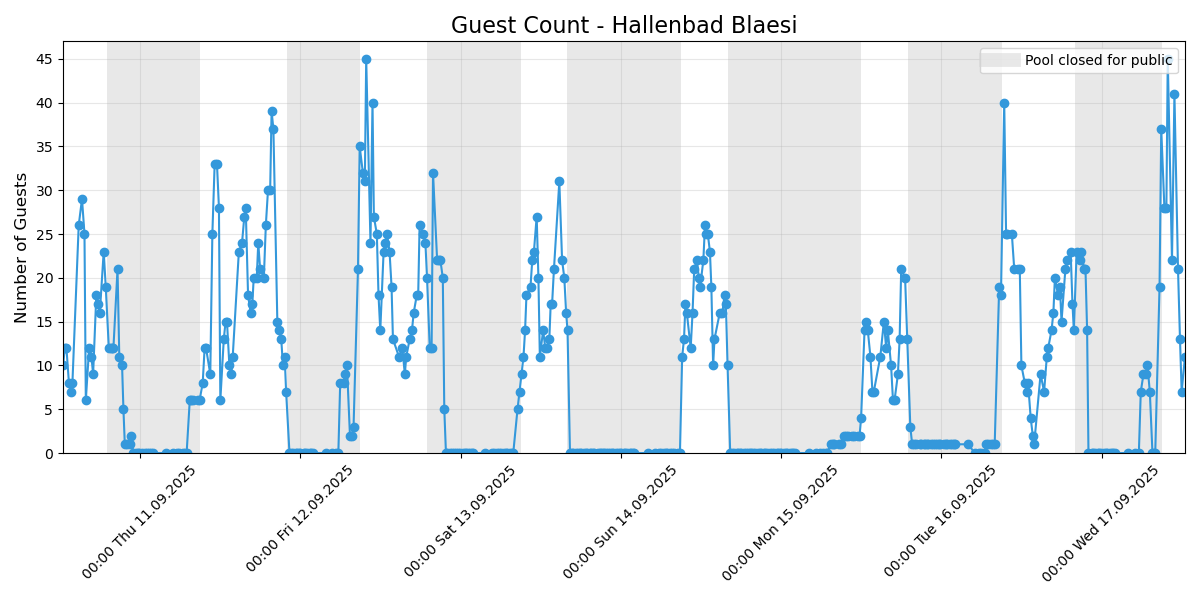 Guest Count - Hallenbad Blaesi
Pool closed for public
Number of Guests
45
40
35
30
25
20
15
10
5
0
00:00 Thu 11.09.2025
00:00 Fri 12.09.2025
00:00 Sat 13.09.2025
00:00 Sun 14.09.2025
00:00 Mon 15.09.2025
00:00 Tue 16.09.2025
00:00 Wed 17.09.2025